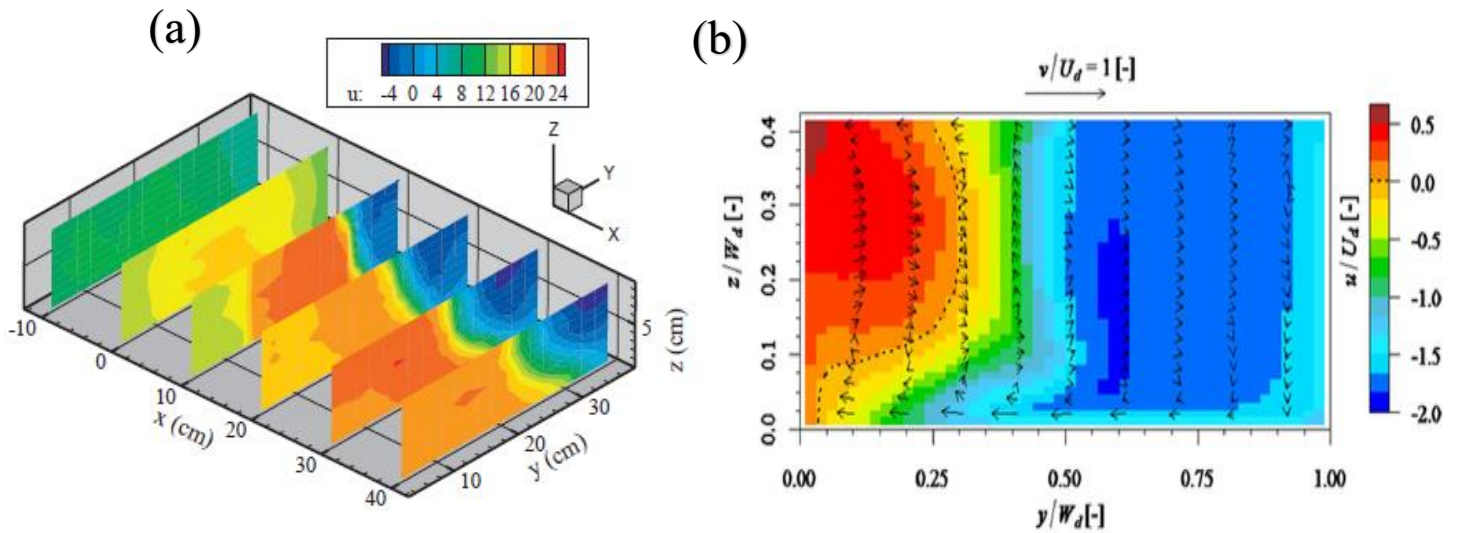 (a)
u: -4 0 4 8 12 16 20 24
Z
Y
X
-10
0
10
20
30
40
x (cm)
10
20
30
y (cm)
5
z (cm)
(b)
v/U_d = 1 [-]
0.4
0.3
0.2
0.1
0.0
z/W_d [-]
0.00 0.25 0.50 0.75 1.00
y/W_d [-]
0.5
0.0
-0.5
-1.0
-1.5
-2.0
u/U_d [-]